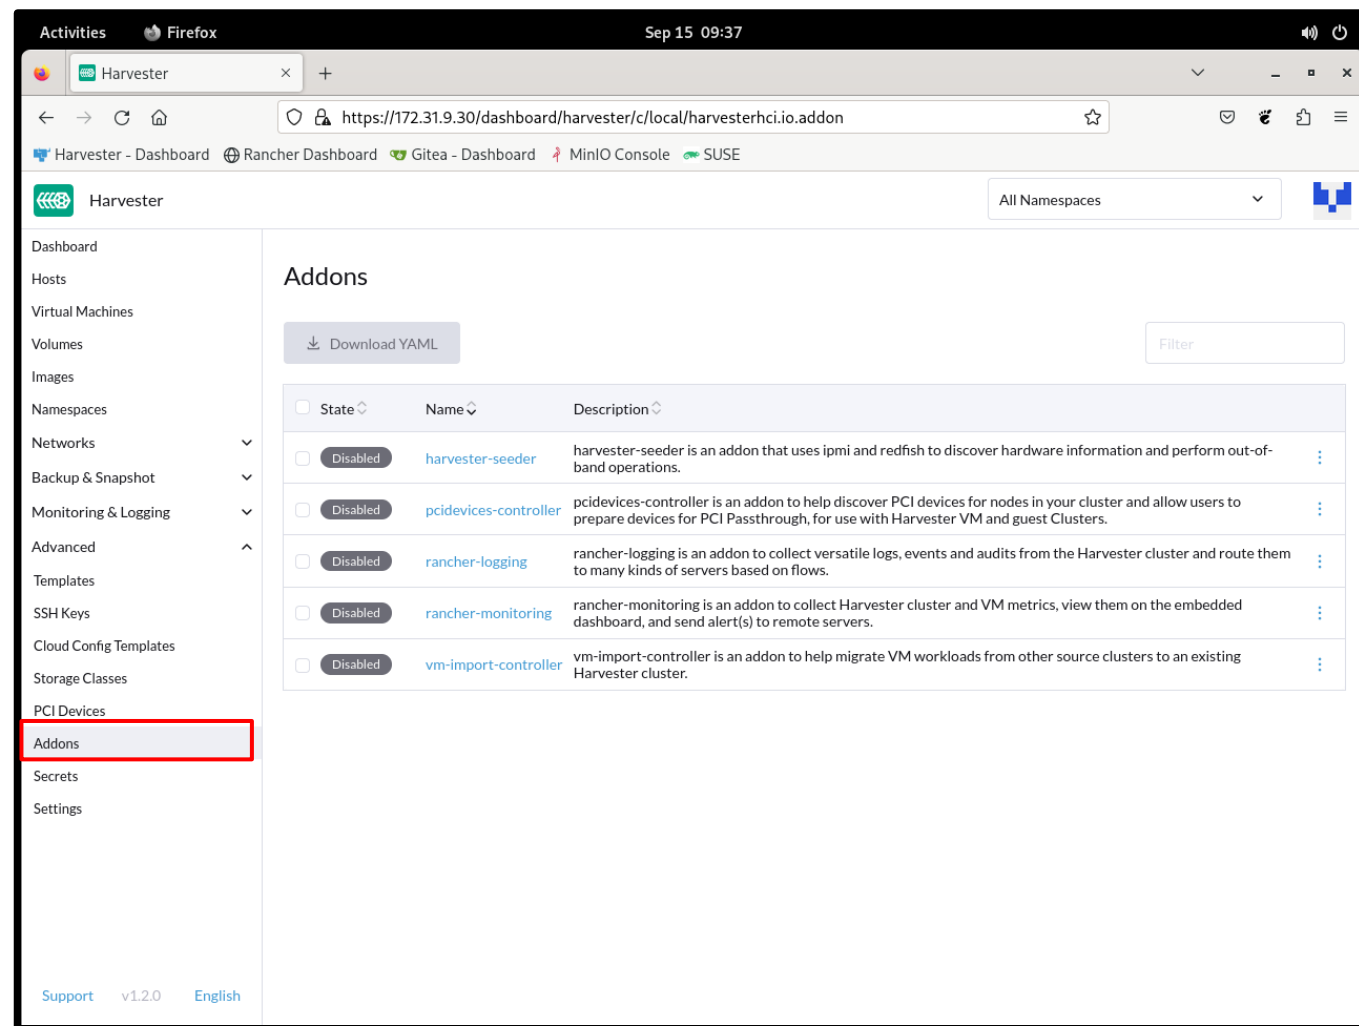 Activities Firefox Sep 15 09:37
Harvester
https://172.31.9.30/dashboard/harvester/c/local/harvesterhci.io.addon
Harvester - Dashboard Rancher Dashboard Gitea - Dashboard MinIO Console SUSE
Harvester All Namespaces
Dashboard
Hosts
Virtual Machines
Volumes
Images
Namespaces
Networks
Backup & Snapshot
Monitoring & Logging
Advanced
Templates
SSH Keys
Cloud Config Templates
Storage Classes
PCI Devices
Addons
Secrets
Settings
Support v1.2.0 English
Addons
Download YAML Filter
State Name Description
Disabled harvester-seeder harvester-seeder is an addon that uses ipmi and redfish to discover hardware information and perform out-of-
band operations.
Disabled pcidevices-controller pcidevices-controller is an addon to help discover PCI devices for nodes in your cluster and allow users to
prepare devices for PCI Passthrough, for use with Harvester VM and guest Clusters.
Disabled rancher-logging rancher-logging is an addon to collect versatile logs, events and audits from the Harvester cluster and route them
to many kinds of servers based on flows.
Disabled rancher-monitoring rancher-monitoring is an addon to collect Harvester cluster and VM metrics, view them on the embedded
dashboard, and send alert(s) to remote servers.
Disabled vm-import-controller vm-import-controller is an addon to help migrate VM workloads from other source clusters to an existing
Harvester cluster.